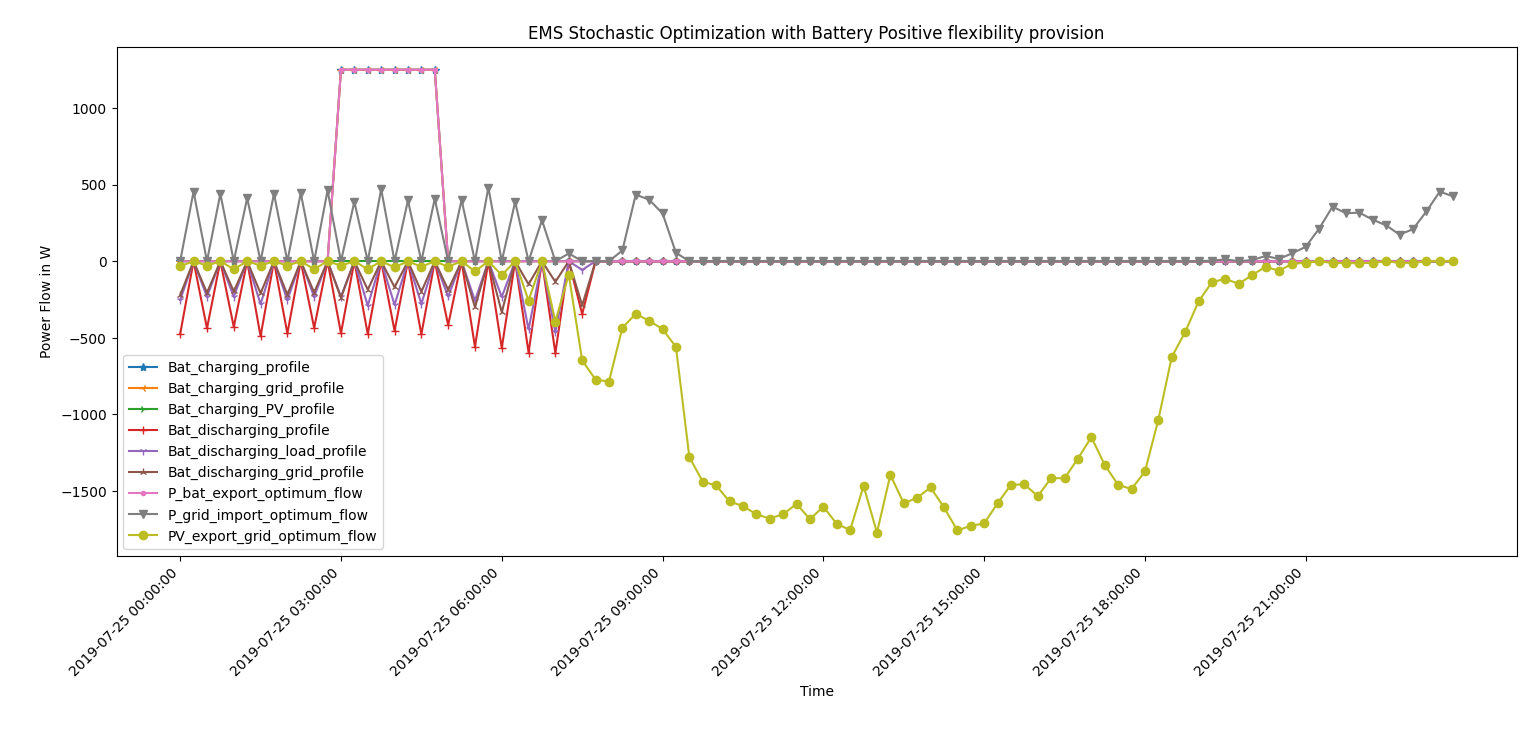 EMS Stochastic Optimization with Battery Positive flexibility provision
Power Flow in W
1000
500
0
−500
−1000
−1500
Bat_charging_profile
Bat_charging_grid_profile
Bat_charging_PV_profile
Bat_discharging_profile
Bat_discharging_load_profile
Bat_discharging_grid_profile
P_bat_export_optimum_flow
P_grid_import_optimum_flow
PV_export_grid_optimum_flow
2019-07-25 00:00:00
2019-07-25 03:00:00
2019-07-25 06:00:00
2019-07-25 09:00:00
2019-07-25 12:00:00
2019-07-25 15:00:00
2019-07-25 18:00:00
2019-07-25 21:00:00
Time